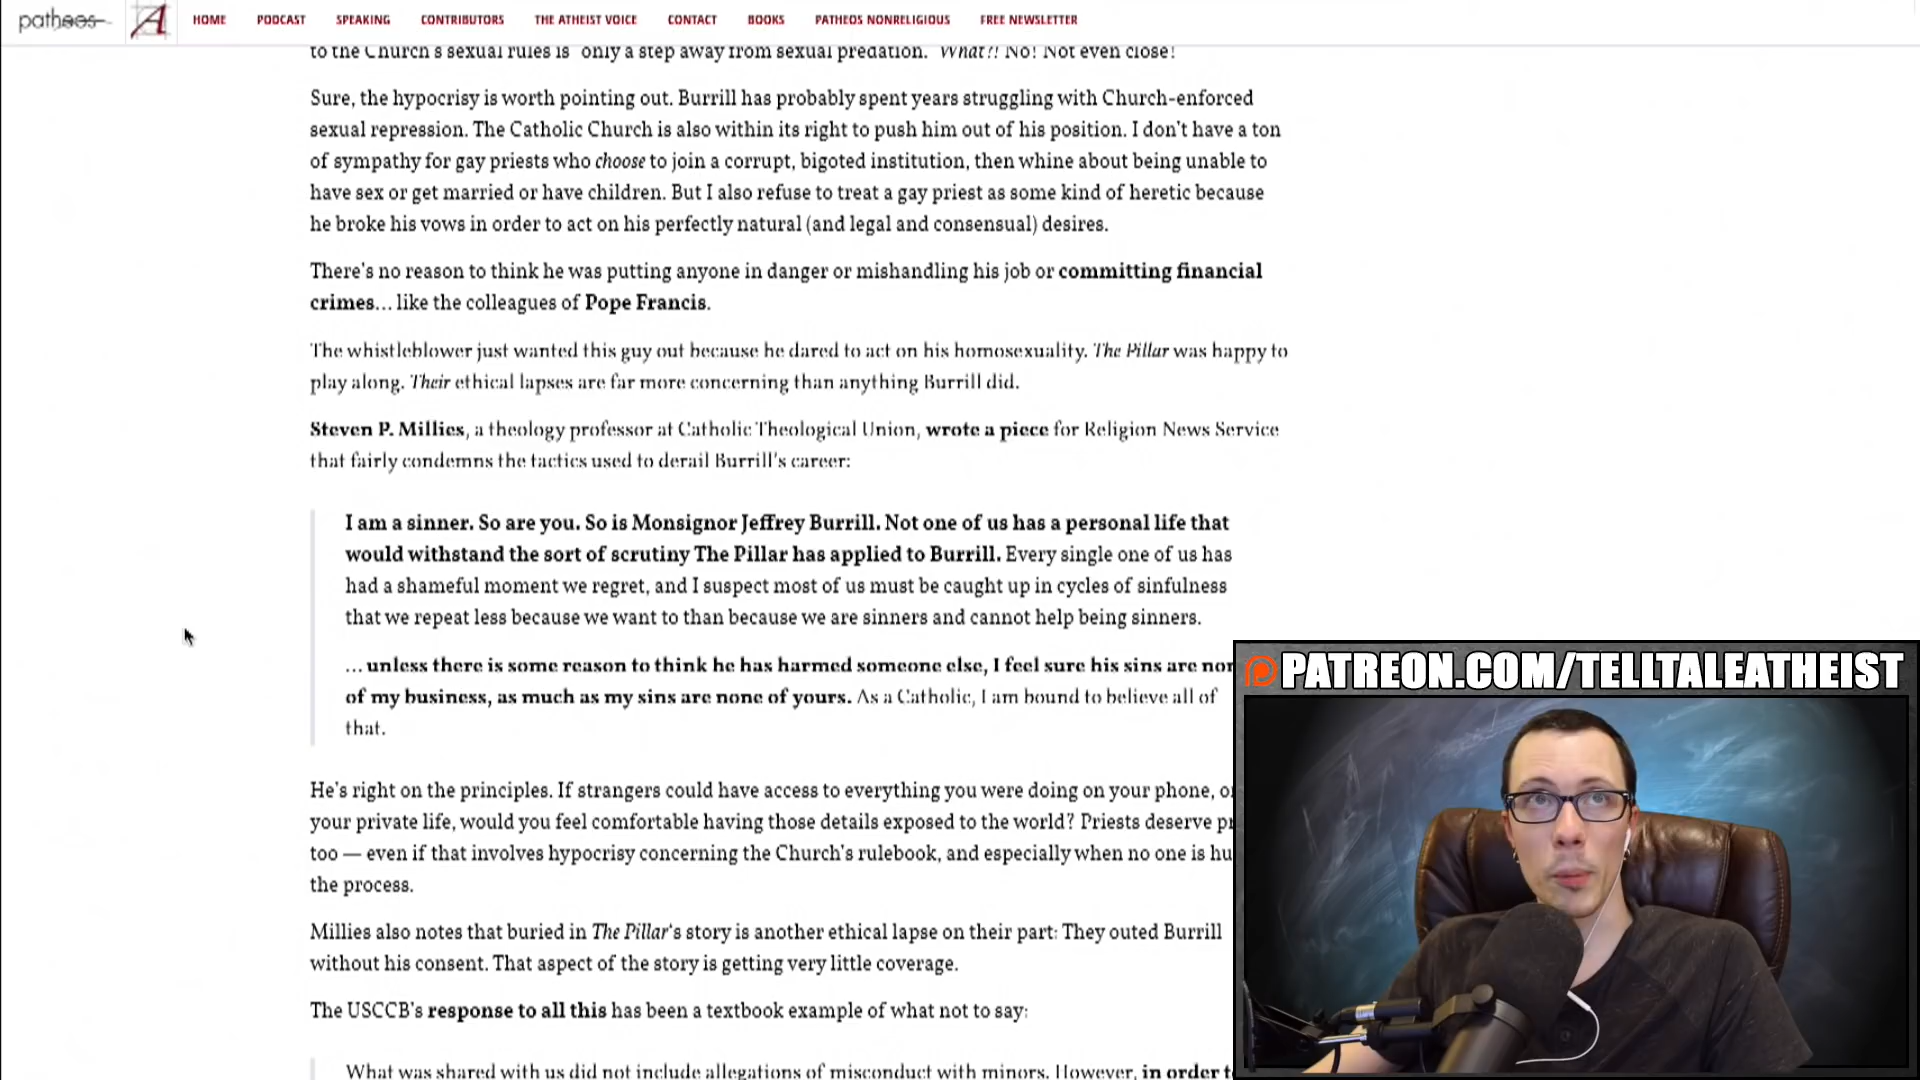 patheos
A
HOME PODCAST SPEAKING CONTRIBUTORS THE ATHEIST VOICE CONTACT BOOKS PATHEOS NONRELIGIOUS FREE NEWSLETTER
to the Church's sexual rules is "only a step away from sexual predation." What?! No! Not even close!
Sure, the hypocrisy is worth pointing out. Burrill has probably spent years struggling with Church-enforced
sexual repression. The Catholic Church is also within its right to push him out of his position. I don't have a ton
of sympathy for gay priests who choose to join a corrupt, bigoted institution, then whine about being unable to
have sex or get married or have children. But I also refuse to treat a gay priest as some kind of heretic because
he broke his vows in order to act on his perfectly natural (and legal and consensual) desires.
There's no reason to think he was putting anyone in danger or mishandling his job or committing financial
crimes… like the colleagues of Pope Francis.
The whistleblower just wanted this guy out because he dared to act on his homosexuality. The Pillar was happy to
play along. Their ethical lapses are far more concerning than anything Burrill did.
Steven P. Millies, a theology professor at Catholic Theological Union, wrote a piece for Religion News Service
that fairly condemns the tactics used to derail Burrill's career:
I am a sinner. So are you. So is Monsignor Jeffrey Burrill. Not one of us has a personal life that
would withstand the sort of scrutiny The Pillar has applied to Burrill. Every single one of us has
had a shameful moment we regret, and I suspect most of us must be caught up in cycles of sinfulness
that we repeat less because we want to than because we are sinners and cannot help being sinners.
… unless there is some reason to think he has harmed someone else, I feel sure his sins are
of my business, as much as my sins are none of yours. As a Catholic, I am bound to believe all of
that.
He's right on the principles. If strangers could have access to everything you were doing on your phone,
your private life, would you feel comfortable having those details exposed to the world? Priests deserve
too — even if that involves hypocrisy concerning the Church's rulebook, and especially when no one is
the process.
Millies also notes that buried in The Pillar's story is another ethical lapse on their part: They outed Burrill
without his consent. That aspect of the story is getting very little coverage.
The USCCB's response to all this has been a textbook example of what not to say:
What was shared with us did not include allegations of misconduct with minors. However, in order
PATREON.COM/TELLTALEATHEIST